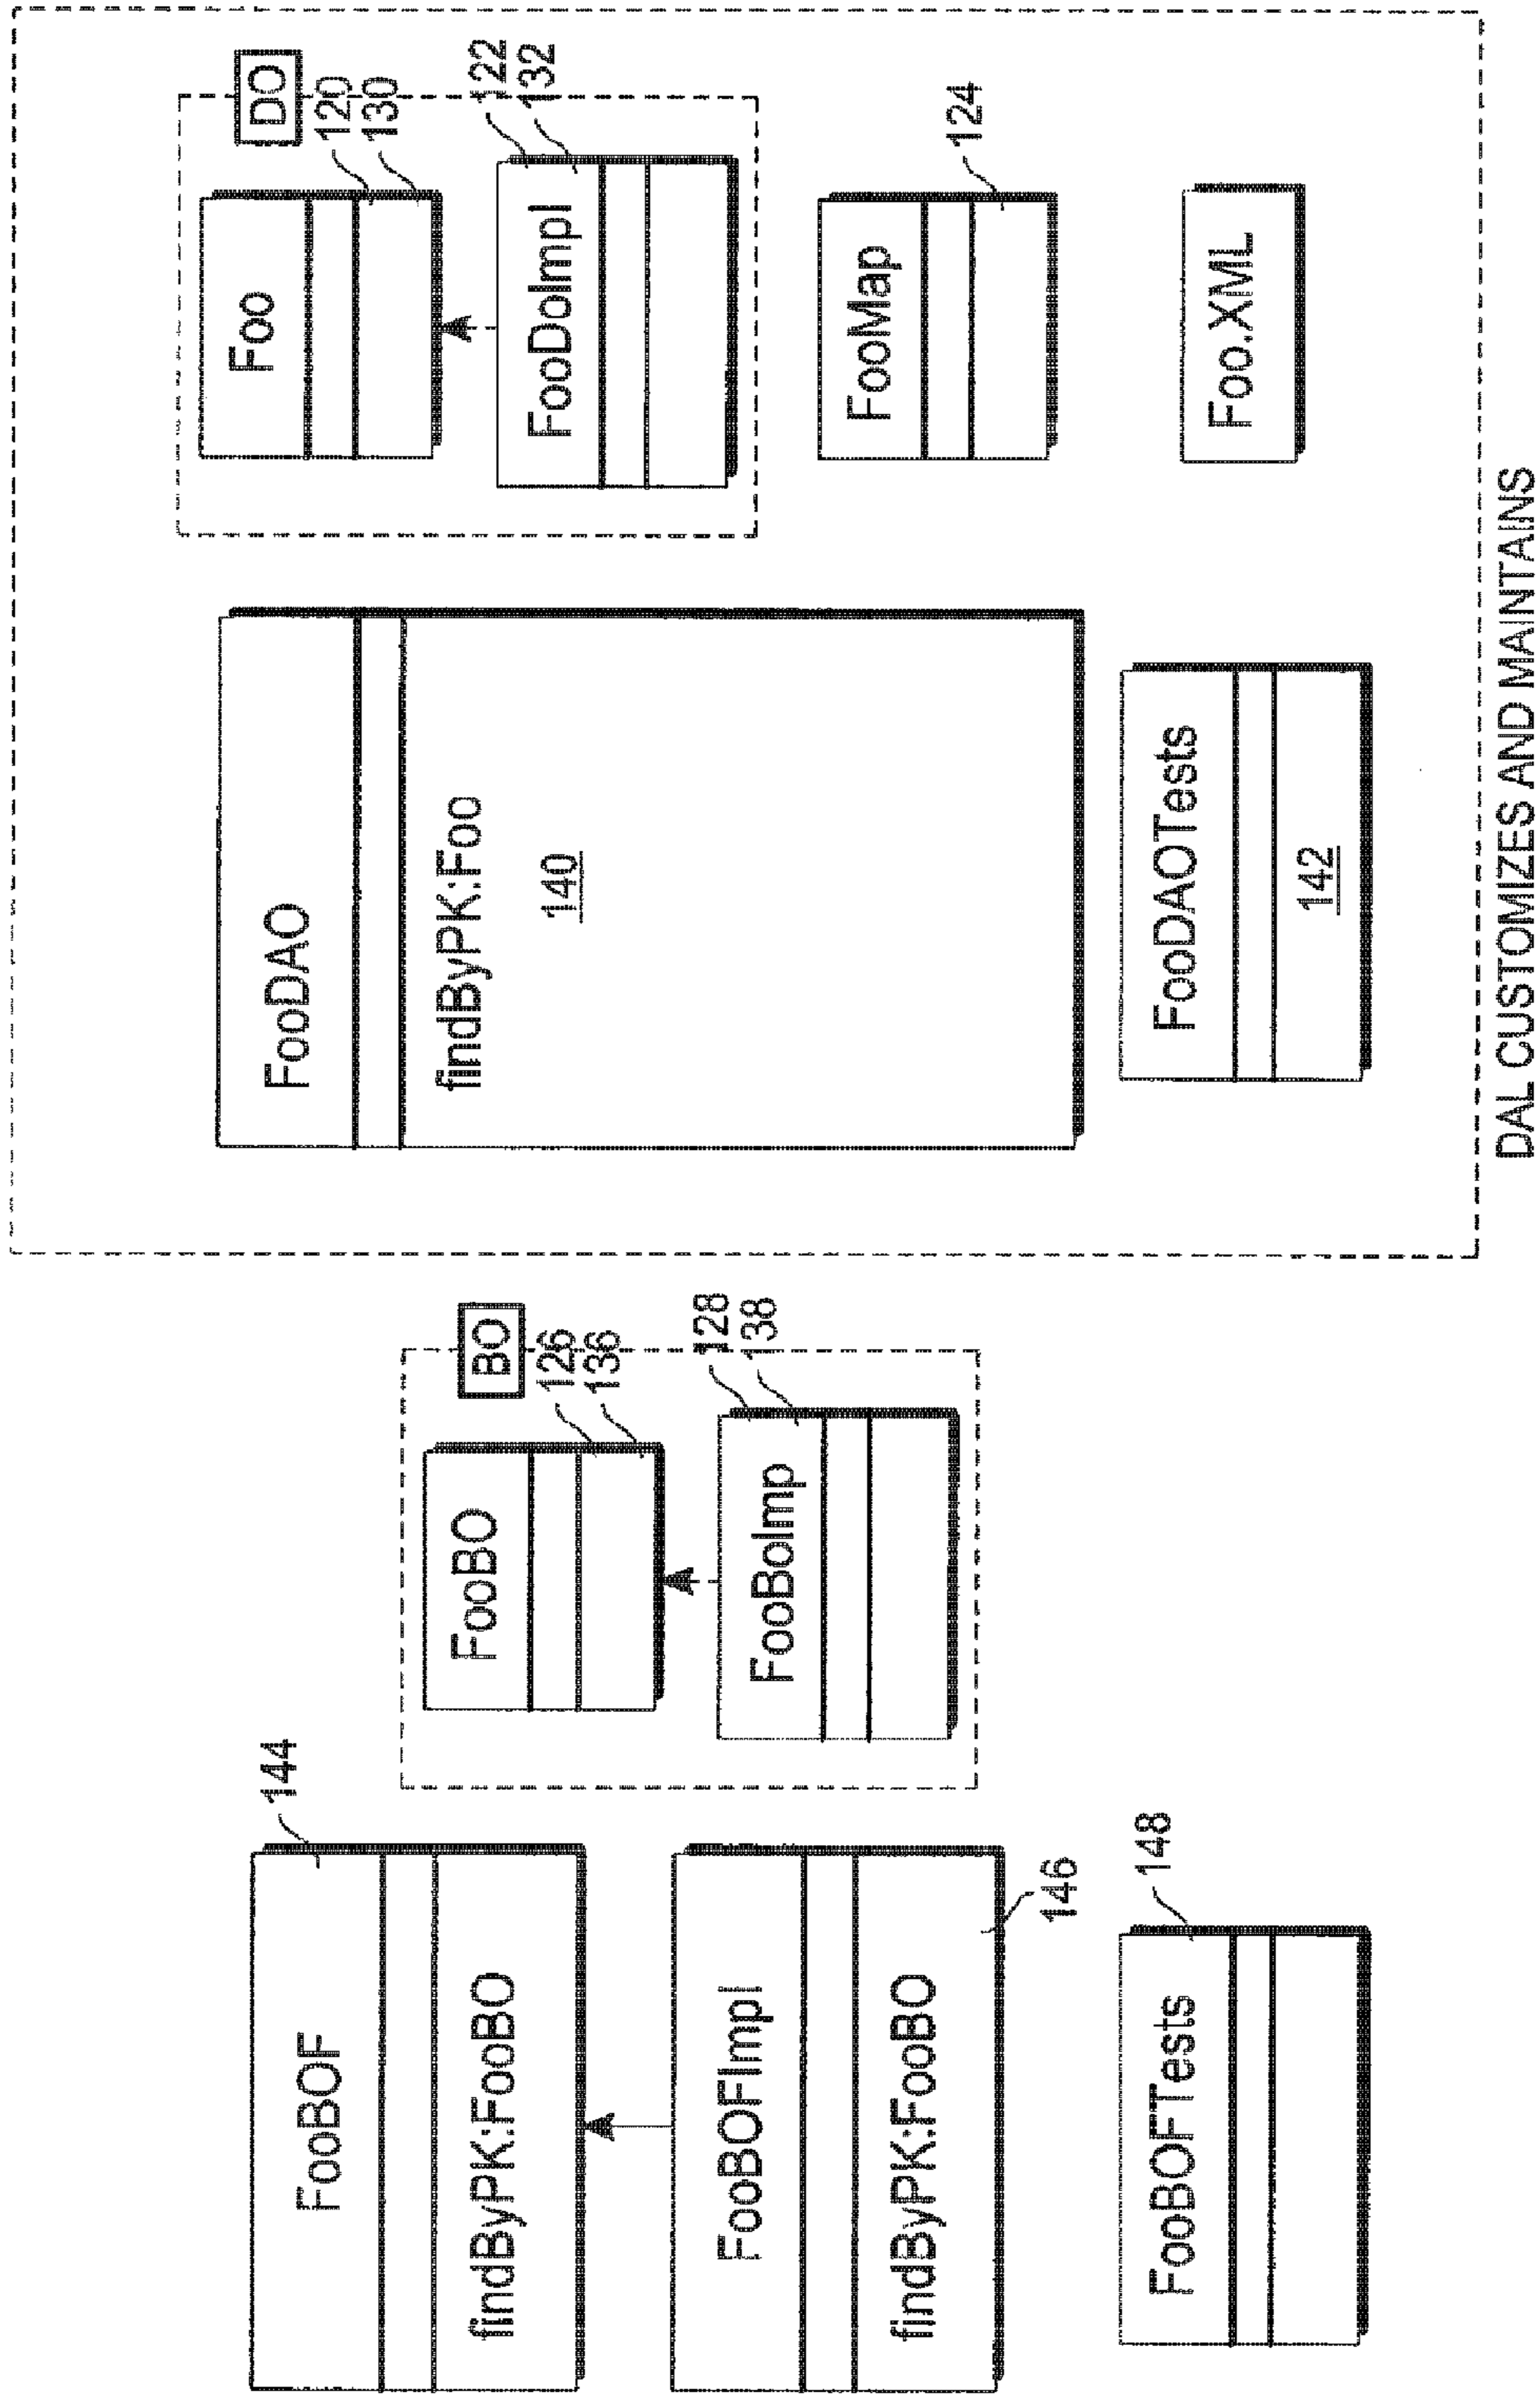 FooBOF
144
findByPK:FooBO
FooBOFImpl
findByPK:FooBO
146
FooBOFTests
148
BO
FooBO
126
136
FooBoImp
128
138
FooDAO
findByPK:Foo
140
FooDAOTests
142
DO
Foo
120
130
FooDoImpl
122
132
FooMap
124
Foo.XML
DAL CUSTOMIZES AND MAINTAINS